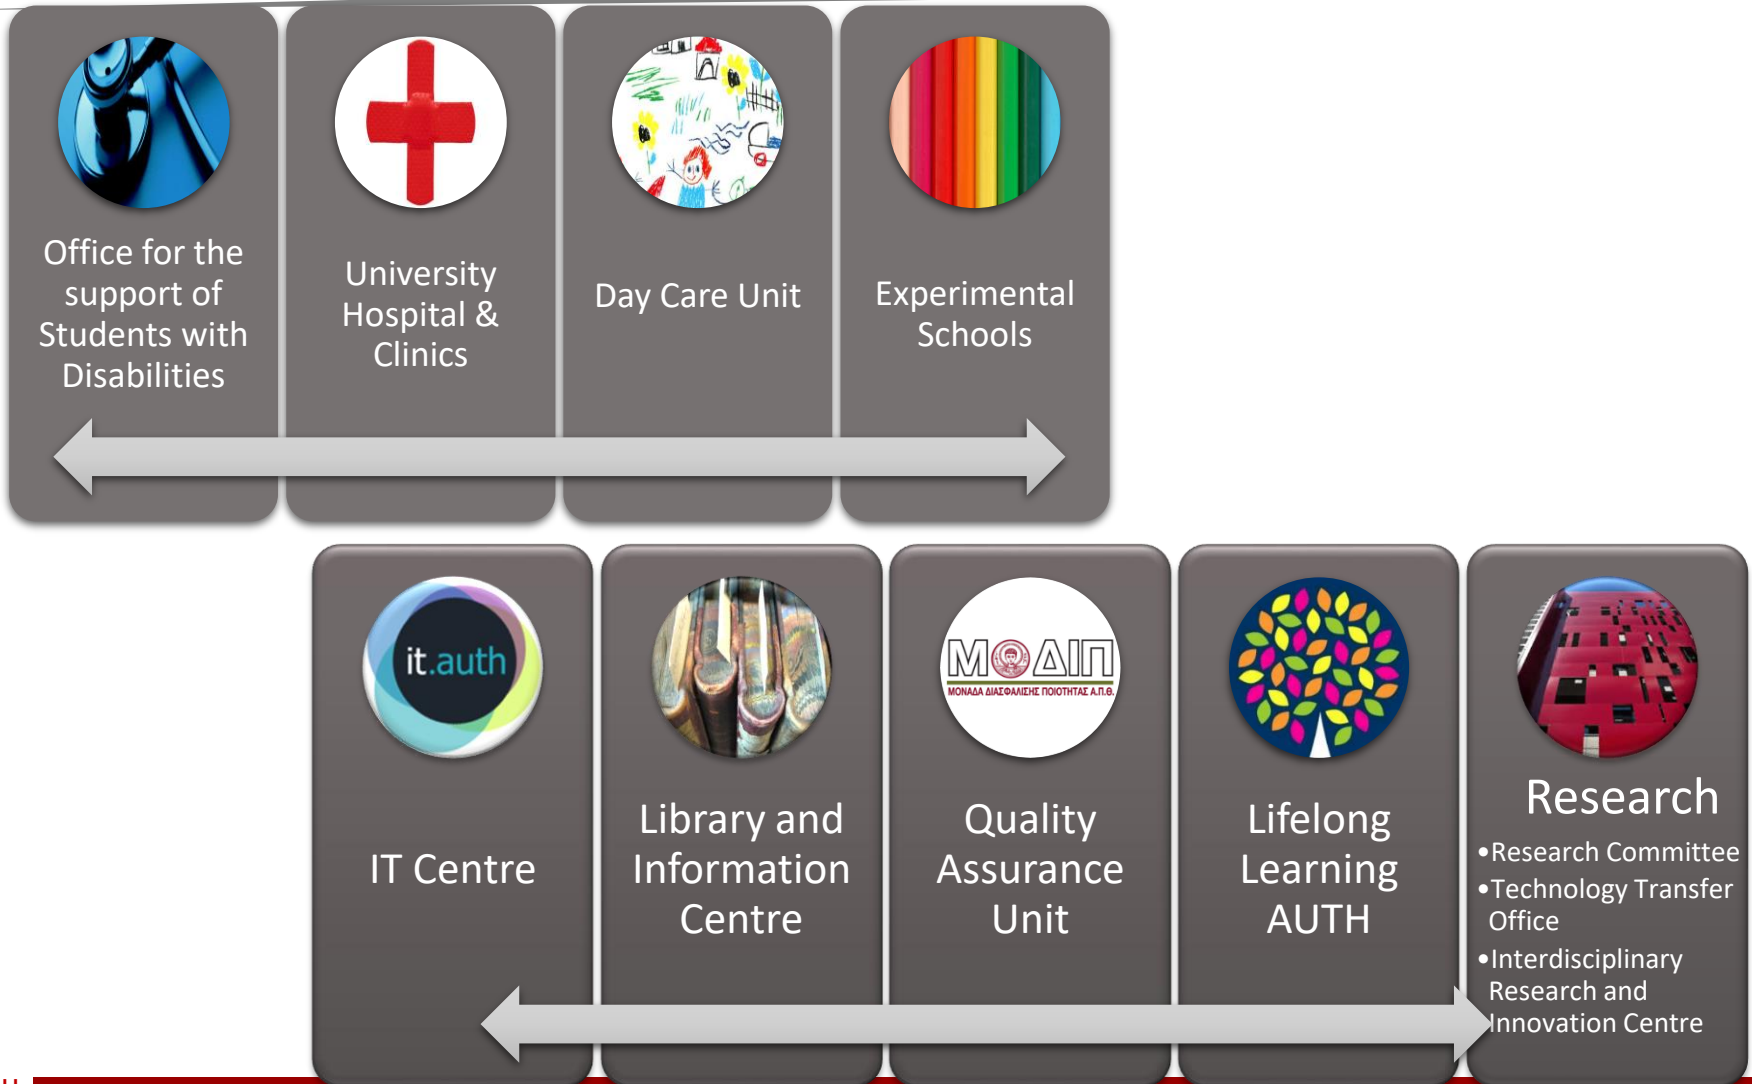 Office for the
support of
Students with
Disabilities
University
Hospital &
Clinics
Day Care Unit
Experimental
Schools
it.auth
IT Centre
Library and
Information
Centre
ΜΟΔΙΠ
ΜΟΝΑΔΑ ΔΙΑΣΦΑΛΙΣΗΣ ΠΟΙΟΤΗΤΑΣ Α.Π.Θ.
Quality
Assurance
Unit
Lifelong
Learning
AUTH
Research
•Research Committee
•Technology Transfer
Office
•Interdisciplinary
Research and
Innovation Centre